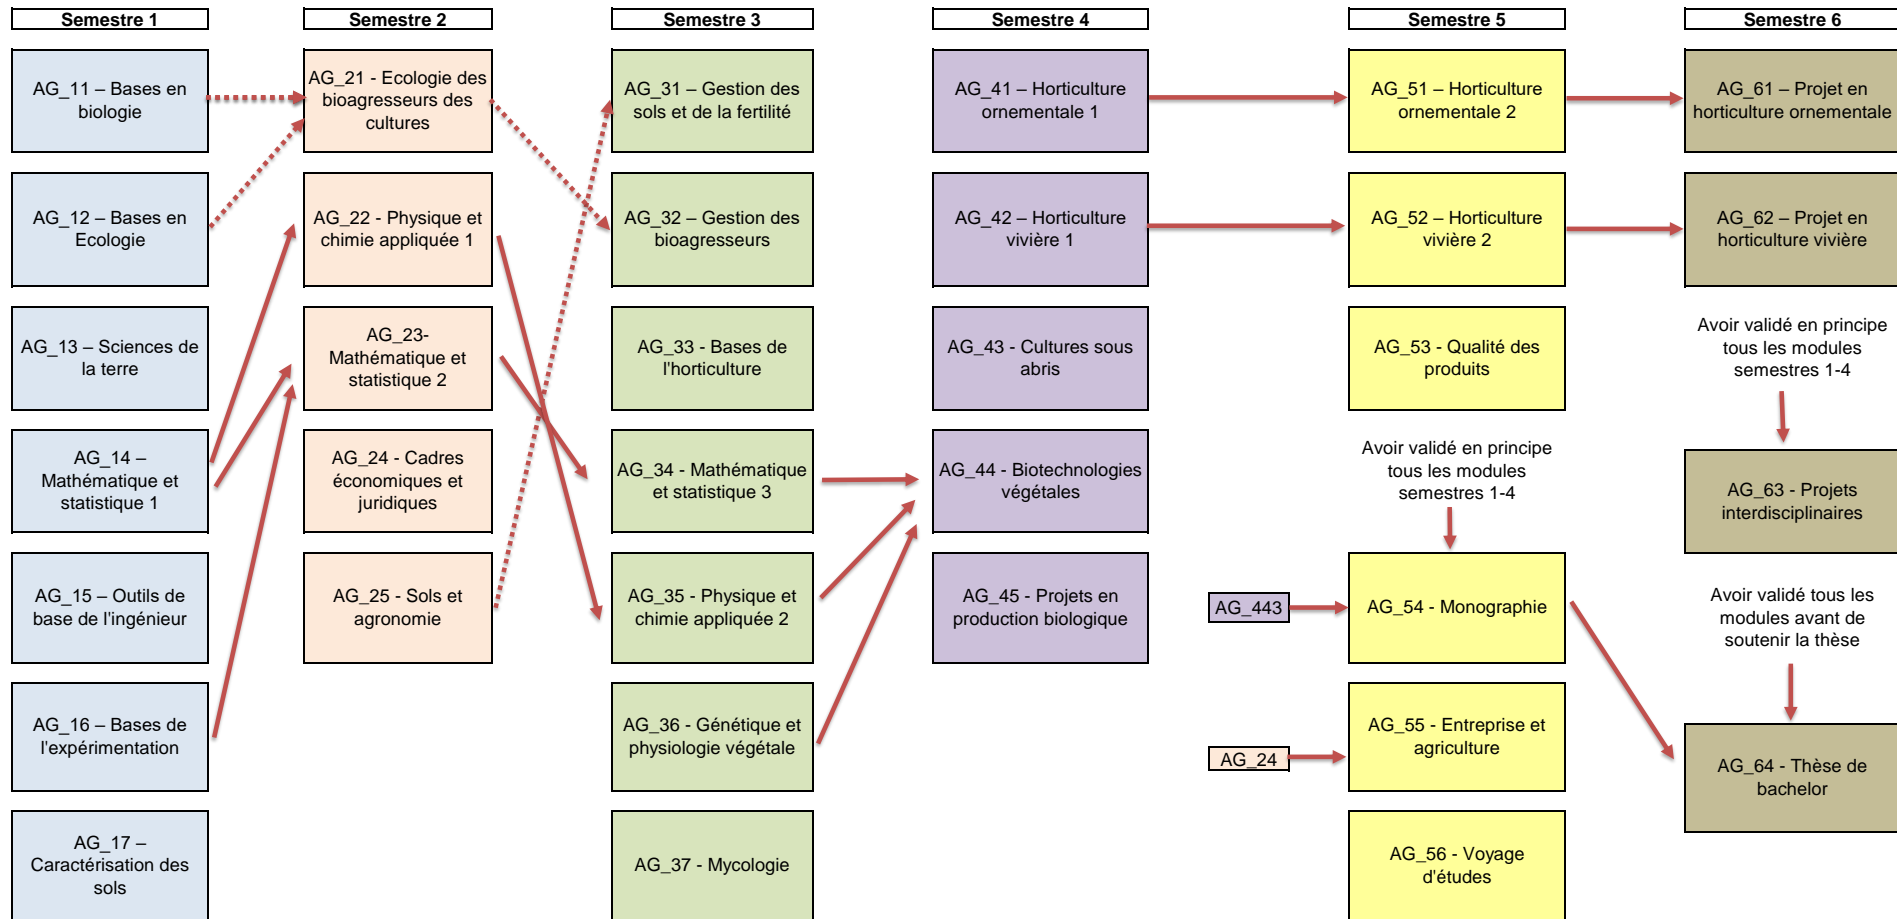 Semestre 1
Semestre 2
Semestre 3
Semestre 4
Semestre 5
Semestre 6
AG_11 – Bases en
biologie
AG_12 – Bases en
Ecologie
AG_13 – Sciences de
la terre
AG_14 –
Mathématique et
statistique 1
AG_15 – Outils de
base de l'ingénieur
AG_16 – Bases de
l'expérimentation
AG_17 –
Caractérisation des
sols
AG_21 - Ecologie des
bioagresseurs des
cultures
AG_22 - Physique et
chimie appliquée 1
AG_23-
Mathématique et
statistique 2
AG_24 - Cadres
économiques et
juridiques
AG_25 - Sols et
agronomie
AG_31 – Gestion des
sols et de la fertilité
AG_32 – Gestion des
bioagresseurs
AG_33 - Bases de
l'horticulture
AG_34 - Mathématique
et statistique 3
AG_35 - Physique et
chimie appliquée 2
AG_36 - Génétique et
physiologie végétale
AG_37 - Mycologie
AG_41 – Horticulture
ornementale 1
AG_42 – Horticulture
vivière 1
AG_43 - Cultures sous
abris
AG_44 - Biotechnologies
végétales
AG_45 - Projets en
production biologique
AG_51 – Horticulture
ornementale 2
AG_52 – Horticulture
vivière 2
AG_53 - Qualité des
produits
Avoir validé en principe
tous les modules
semestres 1-4
AG_443
AG_54 - Monographie
AG_24
AG_55 - Entreprise et
agriculture
AG_56 - Voyage
d'études
AG_61 – Projet en
horticulture ornementale
AG_62 – Projet en
horticulture vivière
Avoir validé en principe
tous les modules
semestres 1-4
AG_63 - Projets
interdisciplinaires
Avoir validé tous les
modules avant de
soutenir la thèse
AG_64 - Thèse de
bachelor